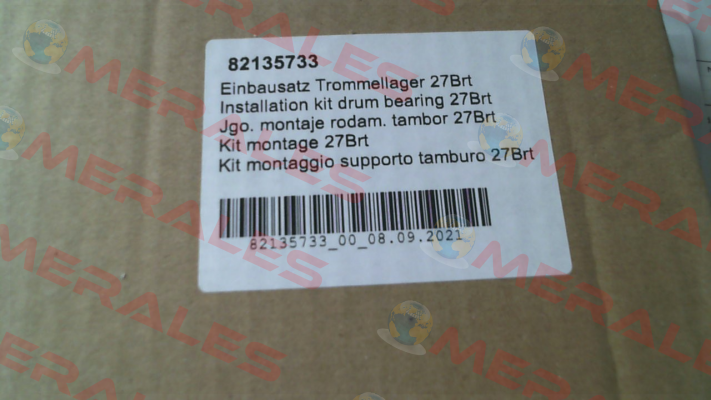 82135733
Einbausatz Trommellager 27Brt
Installation kit drum bearing 27Brt
Jgo. montaje rodam. tambor 27Brt
Kit montage 27Brt
Kit montaggio supporto tamburo 27Brt
82135733_00_08.09.2021
MERALES
MERALES
MERALES
MERALES
MERALES